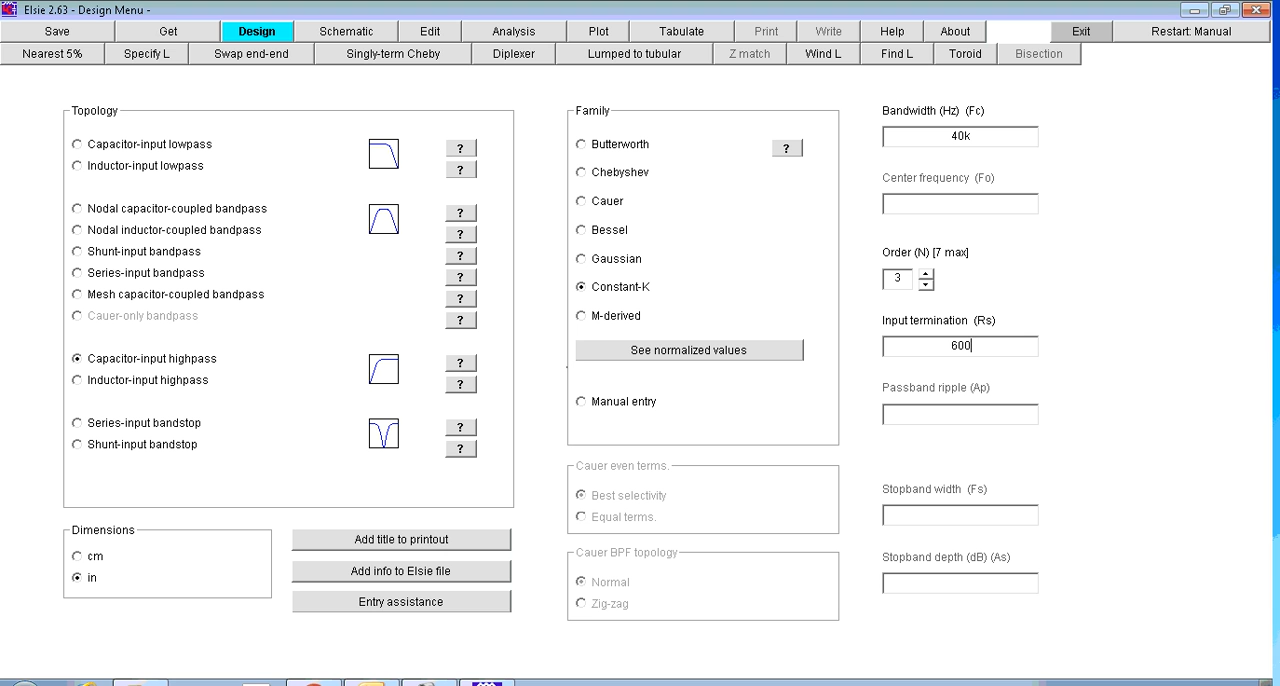 Elsie 2.63 - Design Menu -
Save Get Design Schematic Edit Analysis Plot Tabulate Print Write Help About Exit Restart: Manual
Nearest 5% Specify L Swap end-end Singly-term Cheby Diplexer Lumped to tubular Z match Wind L Find L Toroid Bisection
Topology
Capacitor-input lowpass ?
Inductor-input lowpass ?
Nodal capacitor-coupled bandpass ?
Nodal inductor-coupled bandpass ?
Shunt-input bandpass ?
Series-input bandpass ?
Mesh capacitor-coupled bandpass ?
Cauer-only bandpass ?
Capacitor-input highpass ?
Inductor-input highpass ?
Series-input bandstop ?
Shunt-input bandstop ?
Dimensions
cm
in
Add title to printout
Add info to Elsie file
Entry assistance
Family
Butterworth ?
Chebyshev
Cauer
Bessel
Gaussian
Constant-K
M-derived
See normalized values
Manual entry
Cauer even terms.
Best selectivity
Equal terms.
Cauer BPF topology
Normal
Zig-zag
Bandwidth (Hz) (Fc)
40k
Center frequency (Fo)
Order (N) [7 max]
3
Input termination (Rs)
600
Passband ripple (Ap)
Stopband width (Fs)
Stopband depth (dB) (As)